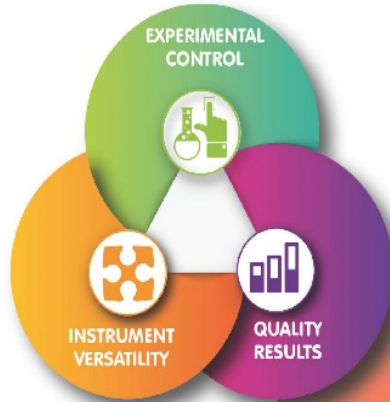 EXPERIMENTAL
CONTROL
INSTRUMENT
VERSATILITY
QUALITY
RESULTS